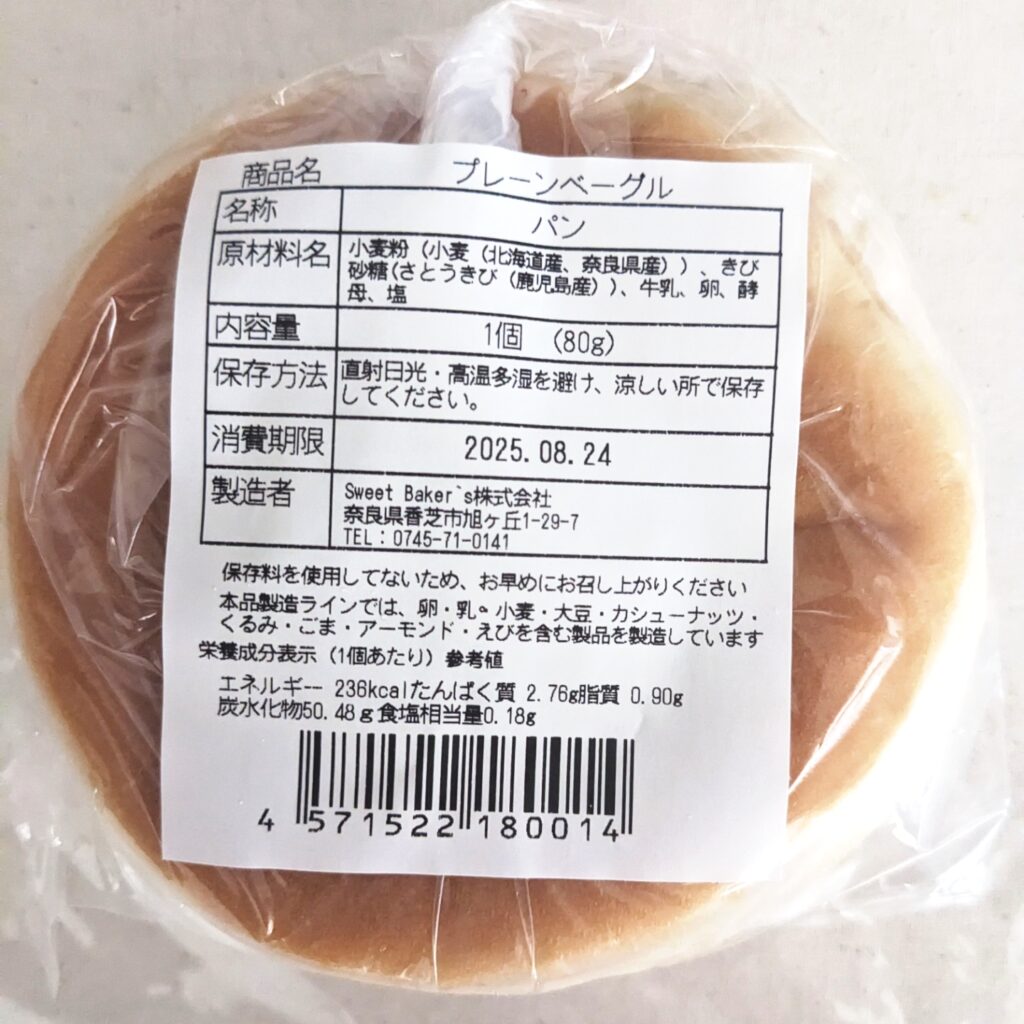 商品名 プレーンベーグル
名称 パン
原材料名 小麦粉（小麦（北海道産、奈良県産））、きび
砂糖(さとうきび（鹿児島産）)、牛乳、卵、酵
母、塩
内容量 1個 （80g）
保存方法 直射日光・高温多湿を避け、涼しい所で保存
してください。
消費期限 2025.08.24
製造者 Sweet Baker`s株式会社
奈良県香芝市旭ヶ丘1-29-7
TEL：0745-71-0141
保存料を使用してないため、お早めにお召し上がりください
本品製造ラインでは、卵・乳・小麦・大豆・カシューナッツ・
くるみ・ごま・アーモンド・えびを含む製品を製造しています
栄養成分表示（1個あたり）参考値
エネルギー 236kcalたんぱく質 2.76g脂質 0.90g
炭水化物50.48ｇ食塩相当量0.18g
4 571522 180014